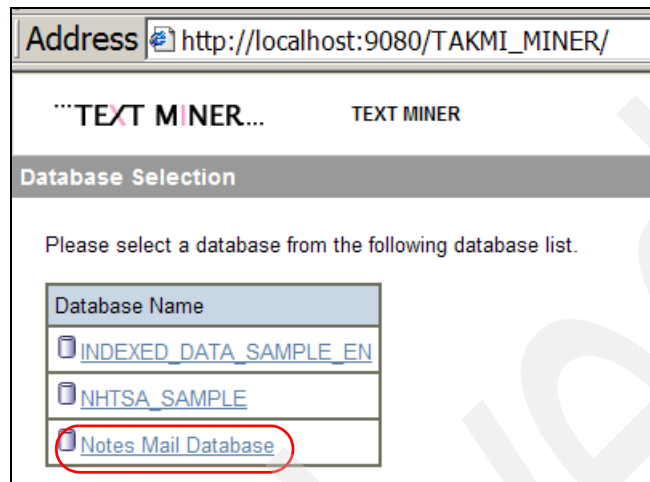 Address http://localhost:9080/TAKMI_MINER/
"'TEXT MINER... TEXT MINER
Database Selection
Please select a database from the following database list.
Database Name
INDEXED_DATA_SAMPLE_EN
NHTSA_SAMPLE
Notes Mail Database